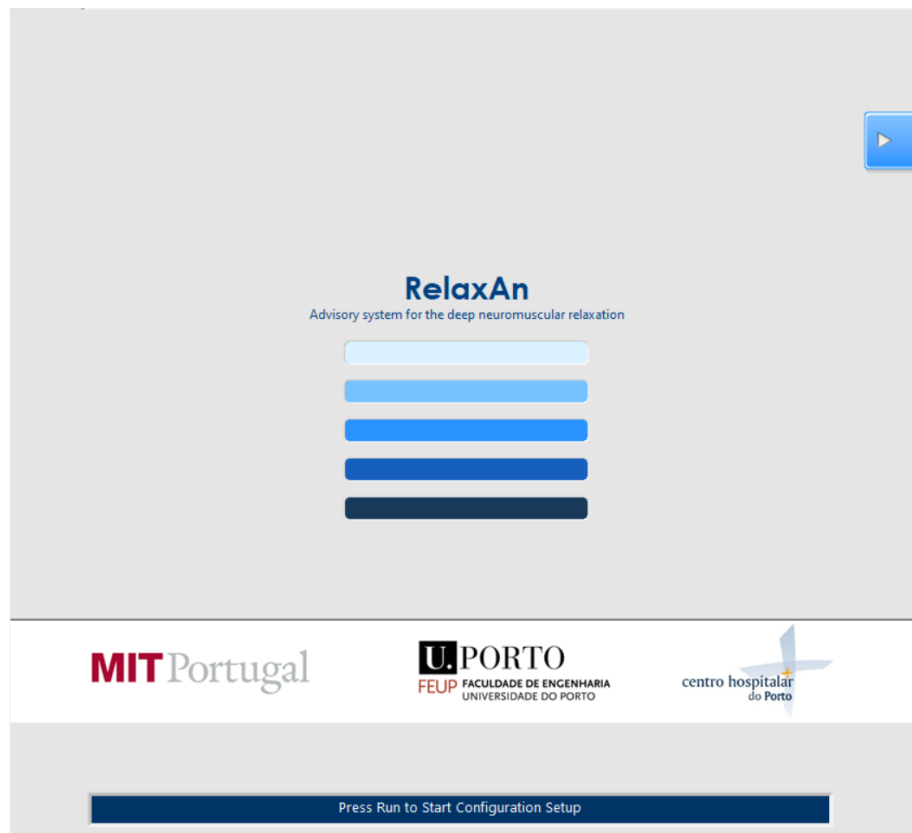 RelaxAn
Advisory system for the deep neuromuscular relaxation
MIT Portugal
U. PORTO
FEUP FACULDADE DE ENGENHARIA
UNIVERSIDADE DO PORTO
centro hospitalar
do Porto
Press Run to Start Configuration Setup